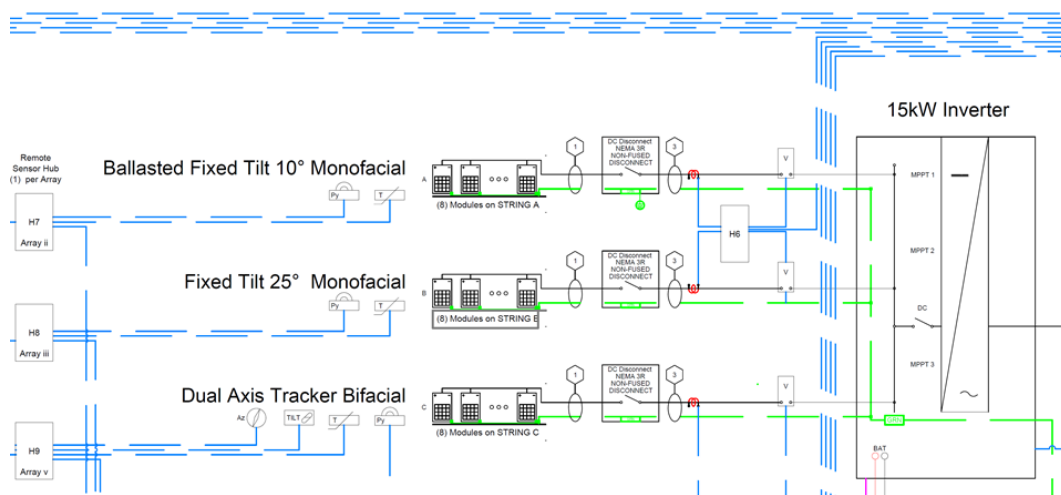 15kW Inverter
Remote
Sensor Hub
(1) per Array
H7
Array ii
Ballasted Fixed Tilt 10° Monofacial
Py
T
A
(8) Modules on STRING A
1
DC Disconnect
NEMA 3R
NON-FUSED
DISCONNECT
3
V
MPPT 1
H6
MPPT 2
H8
Array iii
Fixed Tilt 25° Monofacial
Py
T
B
(8) Modules on STRING E
1
DC Disconnect
NEMA 3R
NON-FUSED
DISCONNECT
3
V
DC
MPPT 3
H9
Array v
Dual Axis Tracker Bifacial
Az
TILT
T
Py
C
(8) Modules on STRING C
1
DC Disconnect
NEMA 3R
NON-FUSED
DISCONNECT
3
V
BAT